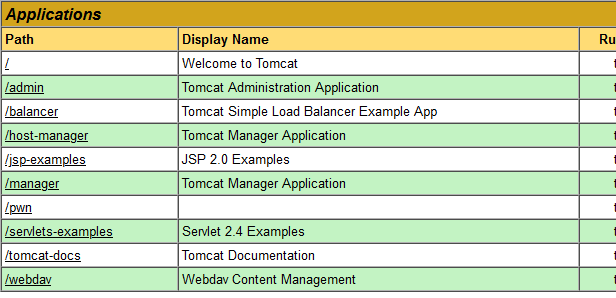 Applications
Path Display Name Ru
/ Welcome to Tomcat
/admin Tomcat Administration Application
/balancer Tomcat Simple Load Balancer Example App
/host-manager Tomcat Manager Application
/jsp-examples JSP 2.0 Examples
/manager Tomcat Manager Application
/pwn
/servlets-examples Servlet 2.4 Examples
/tomcat-docs Tomcat Documentation
/webdav Webdav Content Management